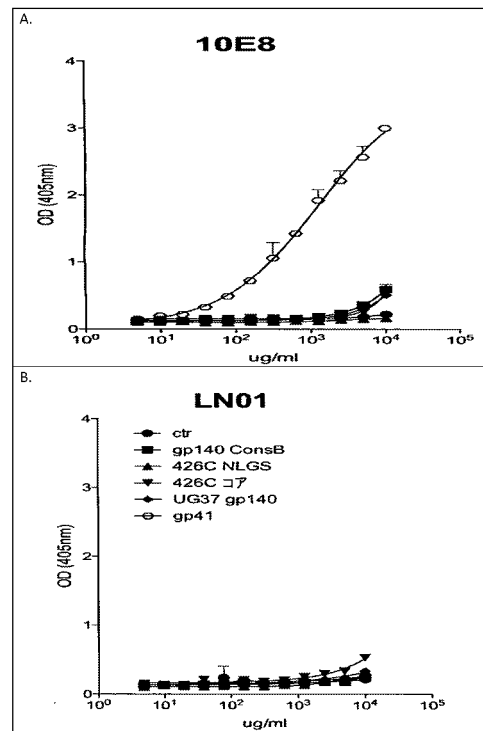 A.
10E8
4
3
2
1
0
OD (405nm)
10⁰ 10¹ 10² 10³ 10⁴ 10⁵
ug/ml
B.
LN01
ctr
gp140 ConsB
426C NLGS
426C コア
UG37 gp140
gp41
4
3
2
1
0
OD (405nm)
10⁰ 10¹ 10² 10³ 10⁴ 10⁵
ug/ml